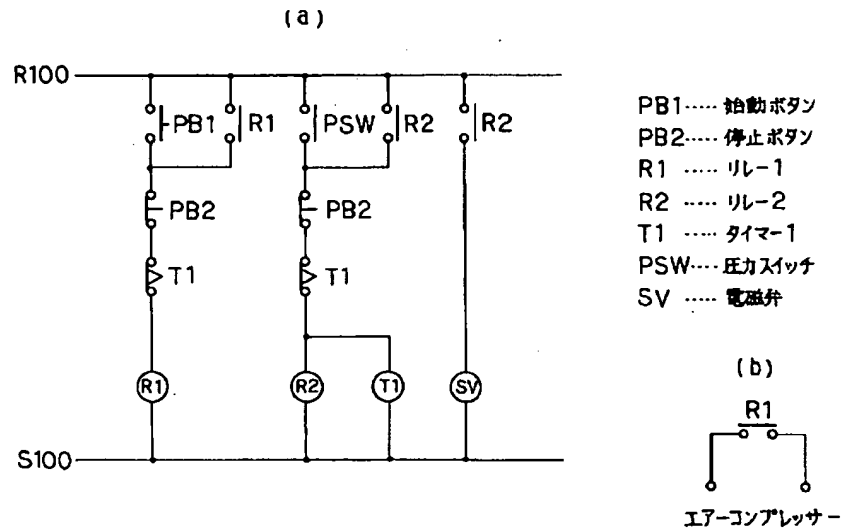 (a)
R100
PB1
R1
PSW
R2
R2
PB2
PB2
T1
T1
R1
R2
T1
SV
S100
PB1‥‥‥始動ボタン
PB2‥‥‥停止ボタン
R1 ‥‥‥リレー1
R2 ‥‥‥リレー2
T1 ‥‥‥タイマー1
PSW‥‥‥圧力スイッチ
SV ‥‥‥電磁弁
(b)
R1
エアーコンプレッサー